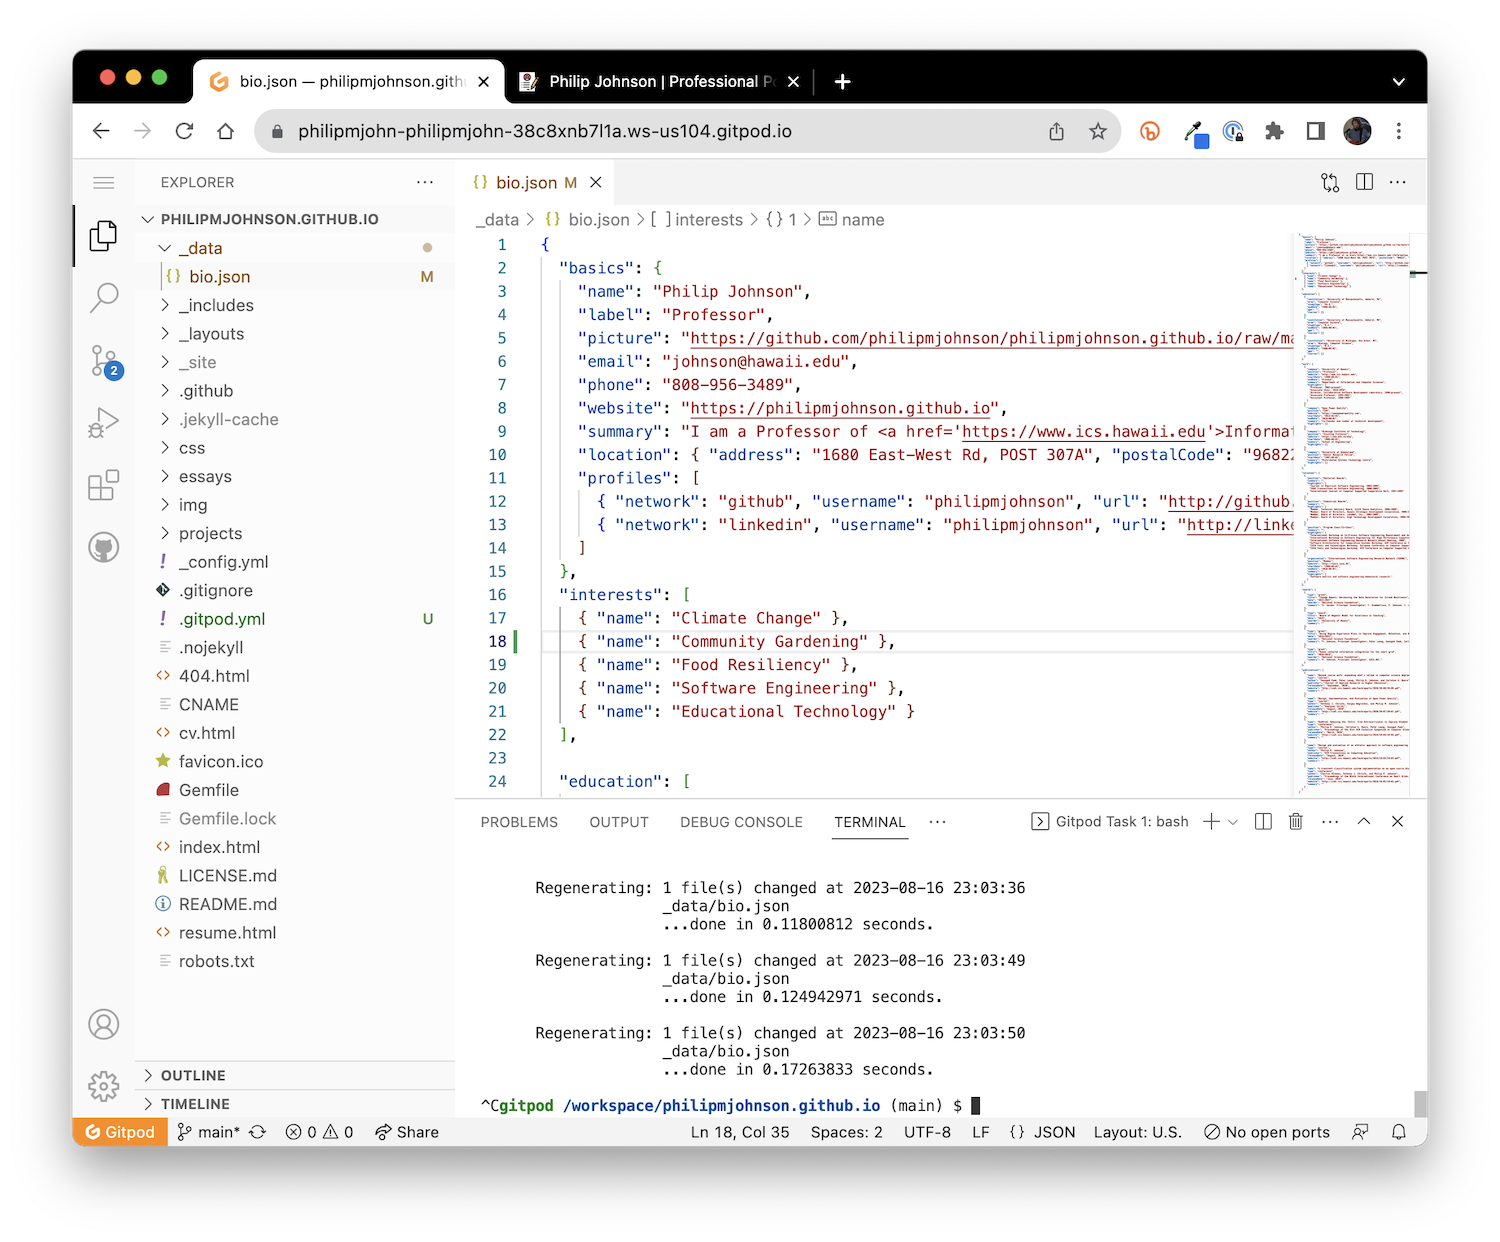 bio.json — philipmjohnson.gith
Philip Johnson | Professional P
philipmjohn-philipmjohn-38c8xnb7l1a.ws-us104.gitpod.io
EXPLORER
PHILIPMJOHNSON.GITHUB.IO
_data
{} bio.json M
_includes
_layouts
_site
.github
.jekyll-cache
css
essays
img
projects
! _config.yml
.gitignore
! .gitpod.yml U
.nojekyll
<> 404.html
CNAME
<> cv.html
favicon.ico
Gemfile
Gemfile.lock
<> index.html
LICENSE.md
README.md
<> resume.html
robots.txt
OUTLINE
TIMELINE
2
{} bio.json M
_data > {} bio.json > [ ] interests > {} 1 > abc name
1 {
2 "basics": {
3 "name": "Philip Johnson",
4 "label": "Professor",
5 "picture": "https://github.com/philipmjohnson/philipmjohnson.github.io/raw/ma
6 "email": "johnson@hawaii.edu",
7 "phone": "808-956-3489",
8 "website": "https://philipmjohnson.github.io",
9 "summary": "I am a Professor of <a href='https://www.ics.hawaii.edu'>Informat
10 "location": { "address": "1680 East-West Rd, POST 307A", "postalCode": "96822
11 "profiles": [
12 { "network": "github", "username": "philipmjohnson", "url": "http://github.
13 { "network": "linkedin", "username": "philipmjohnson", "url": "http://linke
14 ]
15 },
16 "interests": [
17 { "name": "Climate Change" },
18 { "name": "Community Gardening" },
19 { "name": "Food Resiliency" },
20 { "name": "Software Engineering" },
21 { "name": "Educational Technology" }
22 ],
23
24 "education": [
PROBLEMS OUTPUT DEBUG CONSOLE TERMINAL ···
Gitpod Task 1: bash
Regenerating: 1 file(s) changed at 2023-08-16 23:03:36
_data/bio.json
...done in 0.11800812 seconds.
Regenerating: 1 file(s) changed at 2023-08-16 23:03:49
_data/bio.json
...done in 0.124942971 seconds.
Regenerating: 1 file(s) changed at 2023-08-16 23:03:50
_data/bio.json
...done in 0.17263833 seconds.
^Cgitpod /workspace/philipmjohnson.github.io (main) $
Gitpod main* 0 0 Share Ln 18, Col 35 Spaces: 2 UTF-8 LF {} JSON Layout: U.S. No open ports